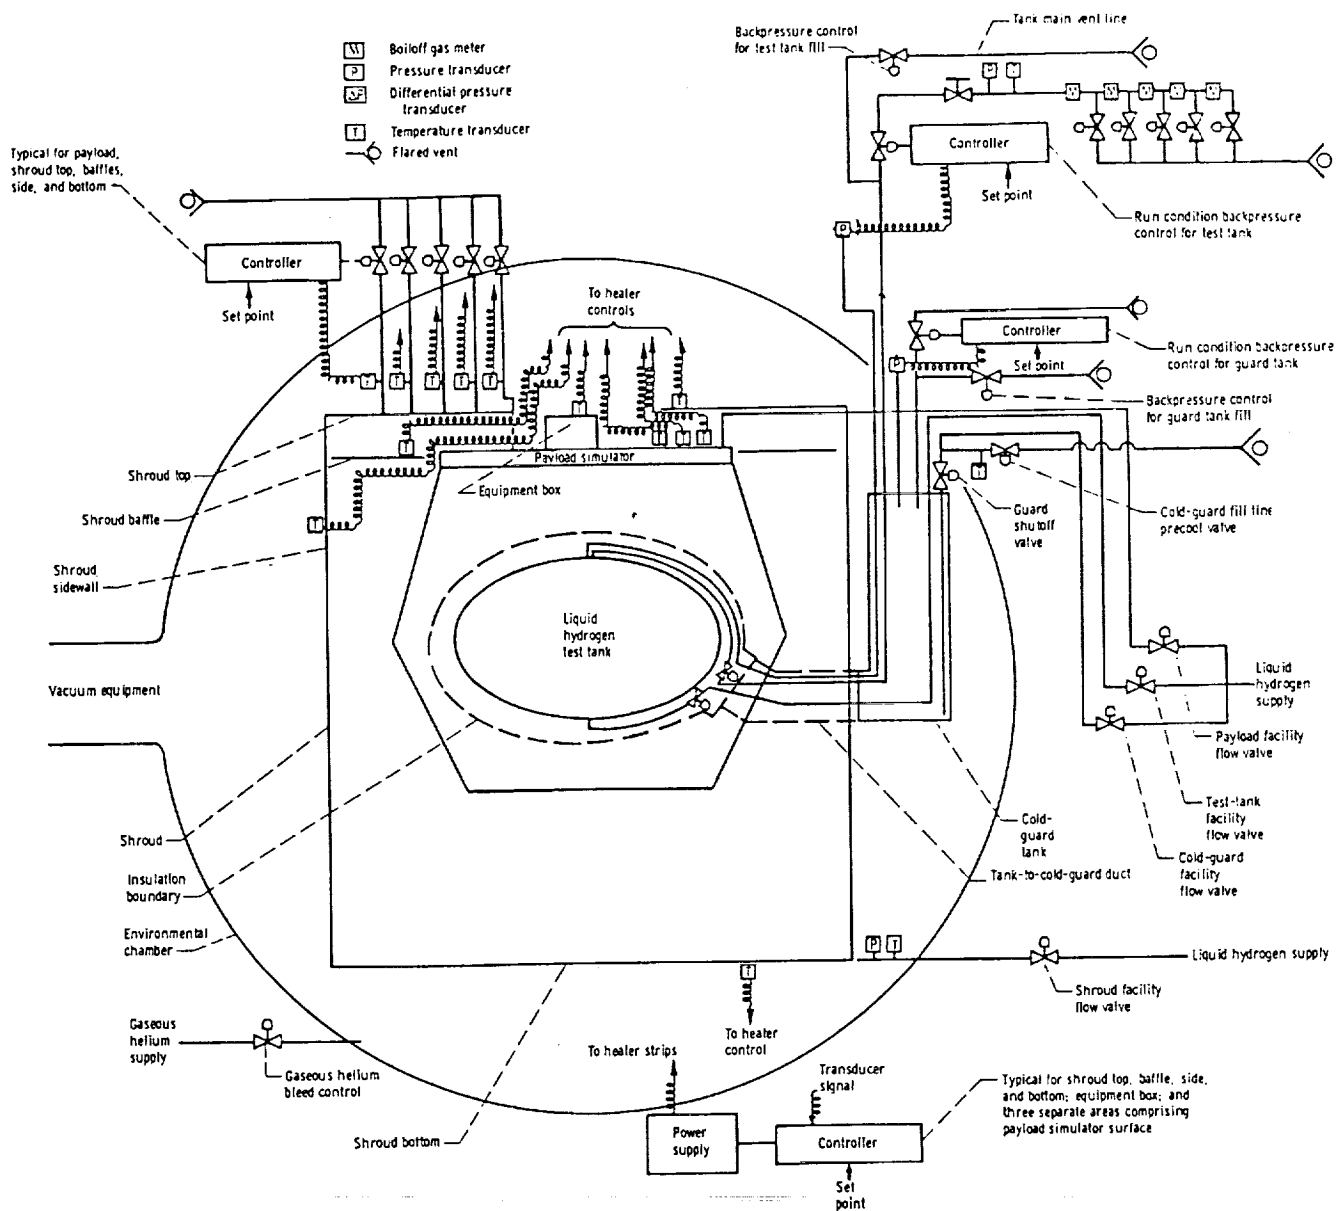 Boiloff gas meter
P
Pressure transducer
ΔP
Differential pressure
transducer
T
Temperature transducer
Flared vent
Typical for payload,
shroud top, baffles,
side, and bottom
Controller
Set point
Backpressure control
for test tank fill
Tank main vent line
P
Controller
Set point
P
Run condition backpressure
control for test tank
To heater
controls
Controller
P
Set point
Run condition backpressure
control for guard tank
Backpressure control
for guard tank fill
T
T
T
T
T
T
T
T
T
T
T
Payload simulator
Equipment box
Shroud top
Shroud baffle
T
Shroud
sidewall
T
Guard
shutoff
valve
Cold-guard fill line
precool valve
Liquid
hydrogen
test tank
Vacuum equipment
Liquid
hydrogen
supply
Payload facility
flow valve
Test-tank
facility
flow valve
Cold-guard
facility
flow valve
Shroud
Insulation
boundary
Environmental
chamber
Cold-
guard
tank
Tank-to-cold-guard duct
P
T
Liquid hydrogen supply
Shroud facility
flow valve
T
To heater
control
Gaseous
helium
supply
Gaseous helium
bleed control
To heater strips
Transducer
signal
Shroud bottom
Power
supply
Controller
Set
point
Typical for shroud top, baffle, side,
and bottom; equipment box; and
three separate areas comprising
payload simulator surface